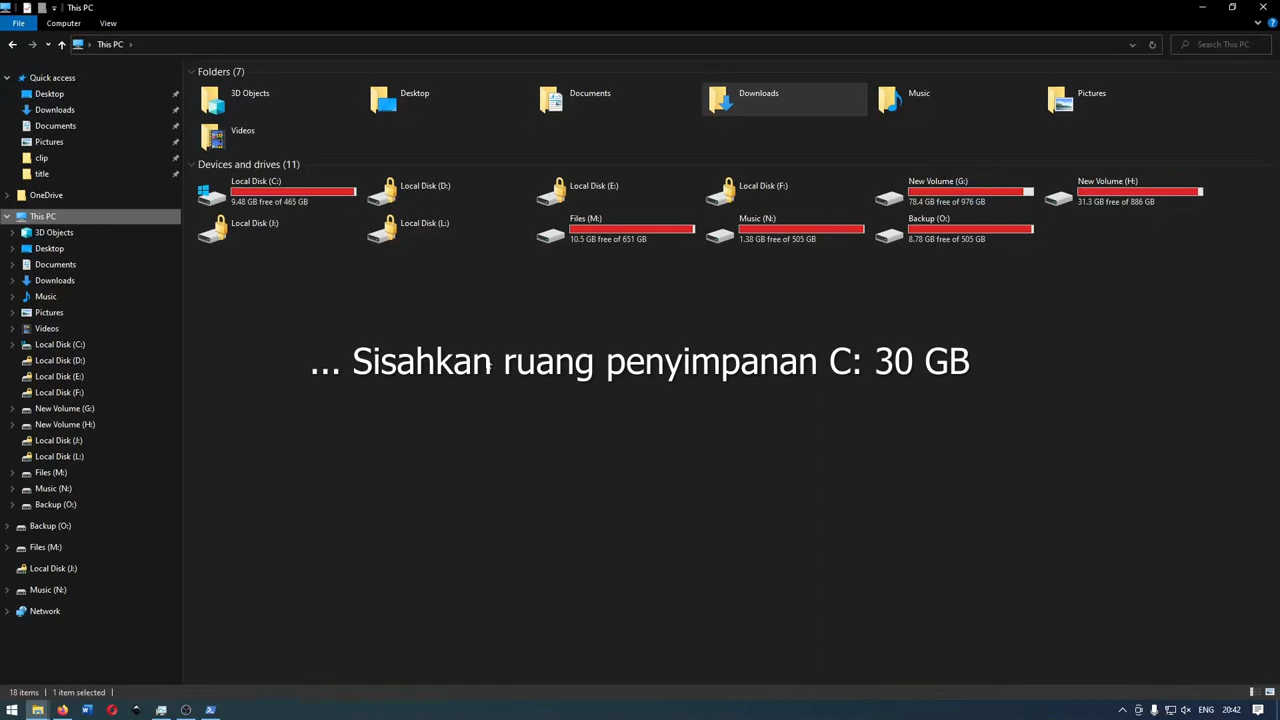 This PC
File
Computer
View
This PC
Search This PC
Quick access
Desktop
Downloads
Documents
Pictures
clip
title
OneDrive
This PC
3D Objects
Desktop
Documents
Downloads
Music
Pictures
Videos
Local Disk (C:)
Local Disk (D:)
Local Disk (E:)
Local Disk (F:)
New Volume (G:)
New Volume (H:)
Local Disk (J:)
Local Disk (L:)
Files (M:)
Music (N:)
Backup (O:)
Backup (O:)
Files (M:)
Local Disk (J:)
Music (N:)
Network
Folders (7)
3D Objects
Desktop
Documents
Downloads
Music
Pictures
Videos
Devices and drives (11)
Local Disk (C:)
9.48 GB free of 465 GB
Local Disk (D:)
Local Disk (E:)
Local Disk (F:)
New Volume (G:)
78.4 GB free of 976 GB
New Volume (H:)
31.3 GB free of 886 GB
Local Disk (J:)
Local Disk (L:)
Files (M:)
10.5 GB free of 651 GB
Music (N:)
1.38 GB free of 505 GB
Backup (O:)
8.78 GB free of 505 GB
... Sisahkan ruang penyimpanan C: 30 GB
18 items
1 item selected
ENG
20:42